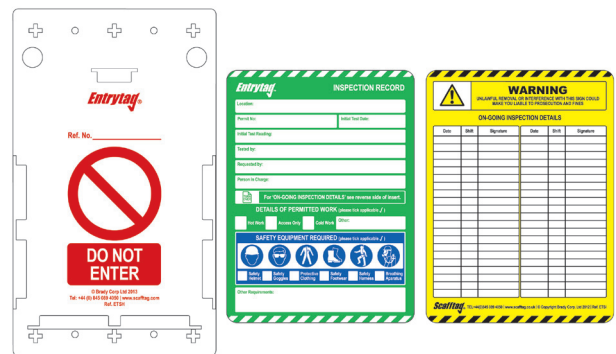 Entrytag®
Ref. No.
DO NOT
ENTER
© Brady Corp Ltd 2013
Tel: +44 (0) 845 089 4050 | www.scafftag.com
Ref: ETSH
Entrytag.
INSPECTION RECORD
Location:
Permit No:
Initial Test Date:
Initial Test Reading:
Tested by:
Requested by:
Person in Charge:
For 'ON-GOING INSPECTION DETAILS' see reverse side of insert.
DETAILS OF PERMITTED WORK (please tick applicable ✓)
Hot Work
Access Only
Cold Work
Other:
SAFETY EQUIPMENT REQUIRED (please tick applicable ✓)
Safety Helmet
Safety Goggles
Protective Clothing
Safety Footwear
Safety Harness
Breathing Aparatus
Other Requirements:
WARNING
UNLAWFUL REMOVAL OR INTERFERENCE WITH THIS SIGN COULD
MAKE YOU LIABLE TO PROSECUTION AND FINES
ON-GOING INSPECTION DETAILS
Date Shift Signature Date Shift Signature
Scafftag.